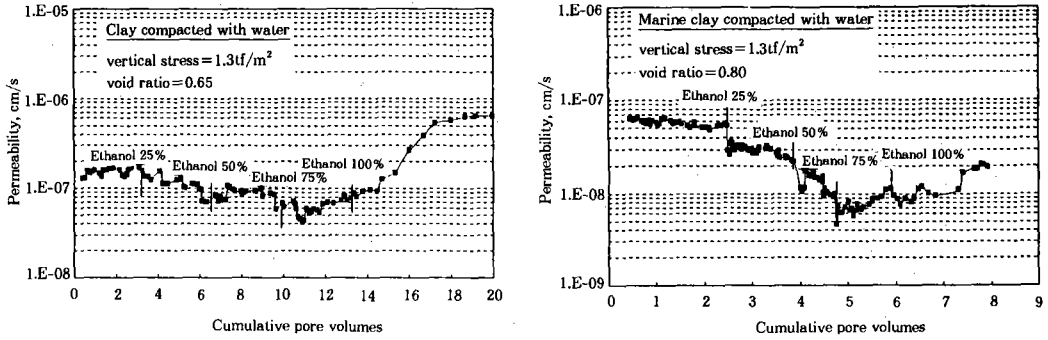 1.E-05
Clay compacted with water
vertical stress=1.3tf/m²
void ratio=0.65
1.E-06
Ethanol 25%
Ethanol 50%
Ethanol 75%
Ethanol 100%
1.E-07
1.E-08
Permeability, cm/s
0 2 4 6 8 10 12 14 16 18 20
Cumulative pore volumes
1.E-06
Marine clay compacted with water
vertical stress=1.3tf/m²
void ratio=0.80
1.E-07
Ethanol 25%
Ethanol 50%
Ethanol 75%
Ethanol 100%
1.E-08
1.E-09
Permeability, cm/s
0 1 2 3 4 5 6 7 8 9
Cumulative pore volumes